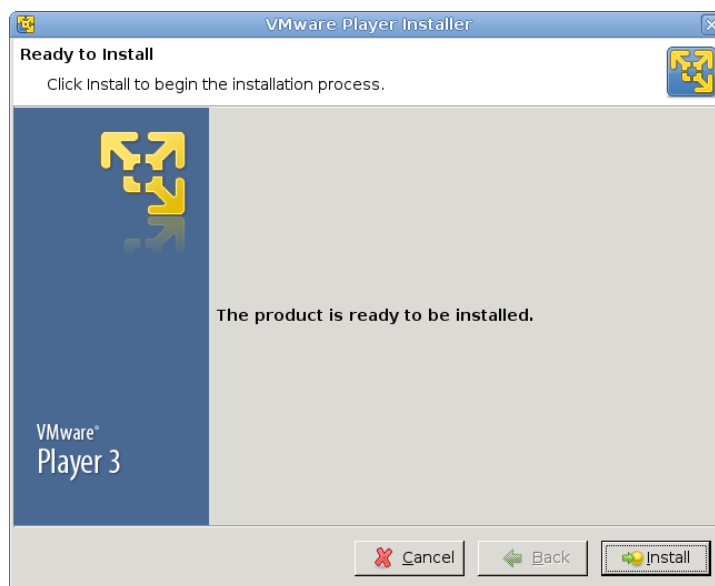 VMware Player Installer
Ready to Install
Click Install to begin the installation process.
The product is ready to be installed.
VMware®
Player 3
Cancel
Back
Install